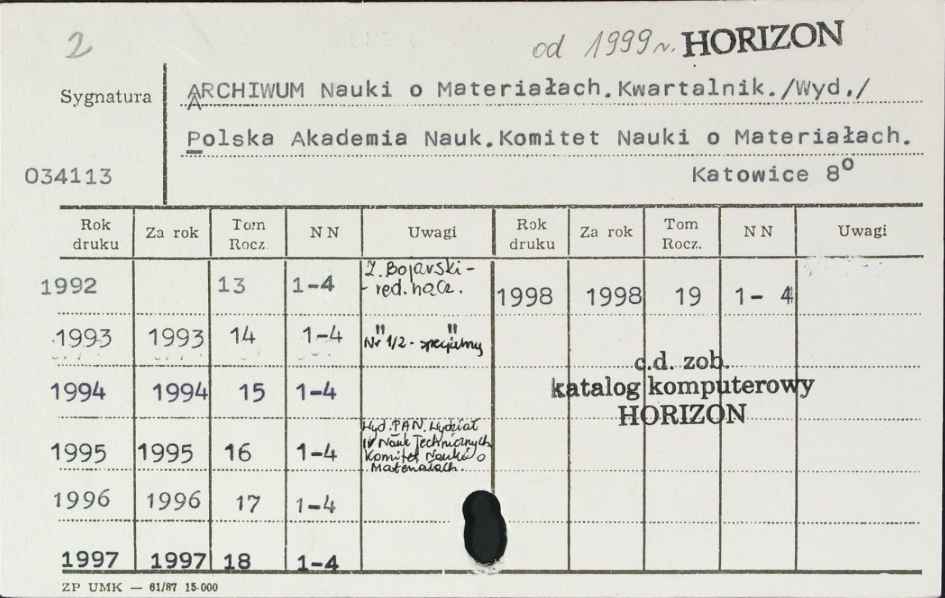 2 od 1999 r. HORIZON
Sygnatura ARCHIWUM Nauki o Materiałach.Kwartalnik./Wyd./
Polska Akademia Nauk.Komitet Nauki o Materiałach.
034113 Katowice 8°
Rok druku Za rok Tom Rocz. N N Uwagi Rok druku Za rok Tom Rocz. N N Uwagi
1992 13 1-4 Z. Bojarski - red. nacz. 1998 1998 19 1- 4
1993 1993 14 1-4 " " Nr 1/2 - specjalny
c.d. zob.
1994 1994 15 1-4 katalog komputerowy
HORIZON
Wyd. PAN. Wydział
IV Nauk Technicznych
1995 1995 16 1-4 Komitet Nauki o
Materiałach.
1996 1996 17 1-4
1997 1997 18 1-4
ZP UMK — 61/87 15·000